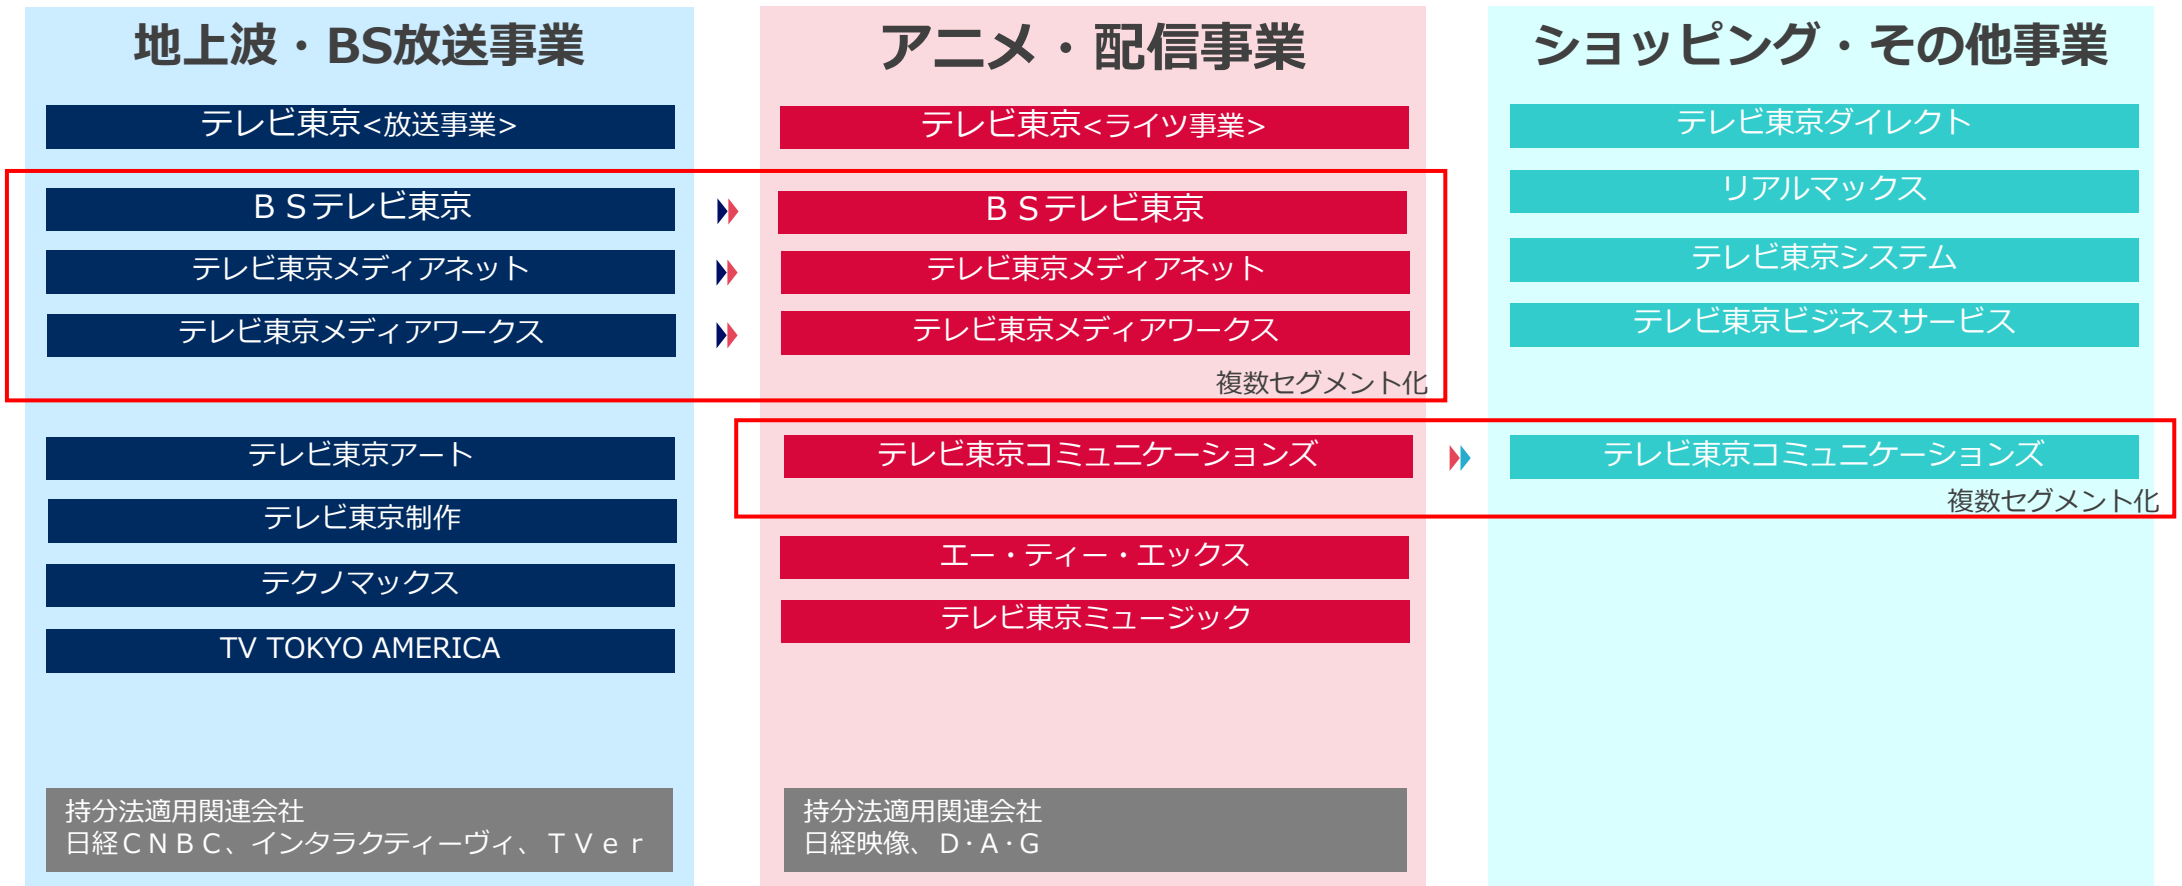 地上波・BS放送事業
テレビ東京<放送事業>
ＢＳテレビ東京
テレビ東京メディアネット
テレビ東京メディアワークス
テレビ東京アート
テレビ東京制作
テクノマックス
TV TOKYO AMERICA
持分法適用関連会社
日経ＣＮＢＣ、インタラクティーヴィ、ＴＶｅｒ
アニメ・配信事業
テレビ東京<ライツ事業>
ＢＳテレビ東京
テレビ東京メディアネット
テレビ東京メディアワークス
複数セグメント化
テレビ東京コミュニケーションズ
エー・ティー・エックス
テレビ東京ミュージック
持分法適用関連会社
日経映像、D・A・G
ショッピング・その他事業
テレビ東京ダイレクト
リアルマックス
テレビ東京システム
テレビ東京ビジネスサービス
テレビ東京コミュニケーションズ
複数セグメント化